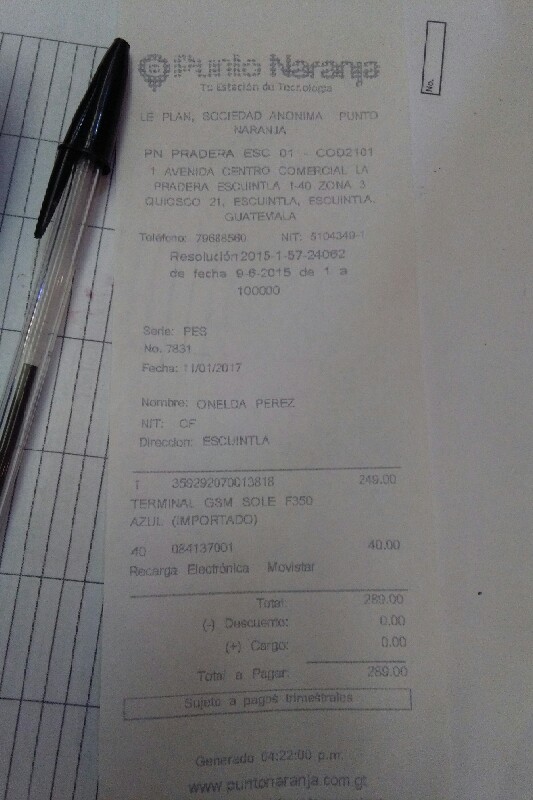 Punto Naranja
Tu Estación de Tecnología
LE PLAN, SOCIEDAD ANONIMA PUNTO
NARANJA
PN PRADERA ESC 01 - COD2101
1 AVENIDA CENTRO COMERCIAL LA
PRADERA ESCUINTLA 1-40 ZONA 3
QUIOSCO 21, ESCUINTLA, ESCUINTLA.
GUATEMALA
Teléfono: 79888560 NIT: 5104349-1
Resolución 2015-1-57-24062
de fecha 9-6-2015 de 1 a
100000
Serie: PES
No. 7831
Fecha: 11/01/2017
Nombre: ONELDA PEREZ
NIT: CF
Direccion: ESCUINTLA
1 359292070013818 249.00
TERMINAL GSM SOLE F350
AZUL (IMPORTADO)
40 084137001 40.00
Recarga Electrónica Movistar
Total: 289.00
(-) Descuento: 0.00
(+) Cargo: 0.00
Total a Pagar: 289.00
Sujeto a pagos trimestrales
Generado 04:22:00 p.m.
www.puntonaranja.com.gt
No.